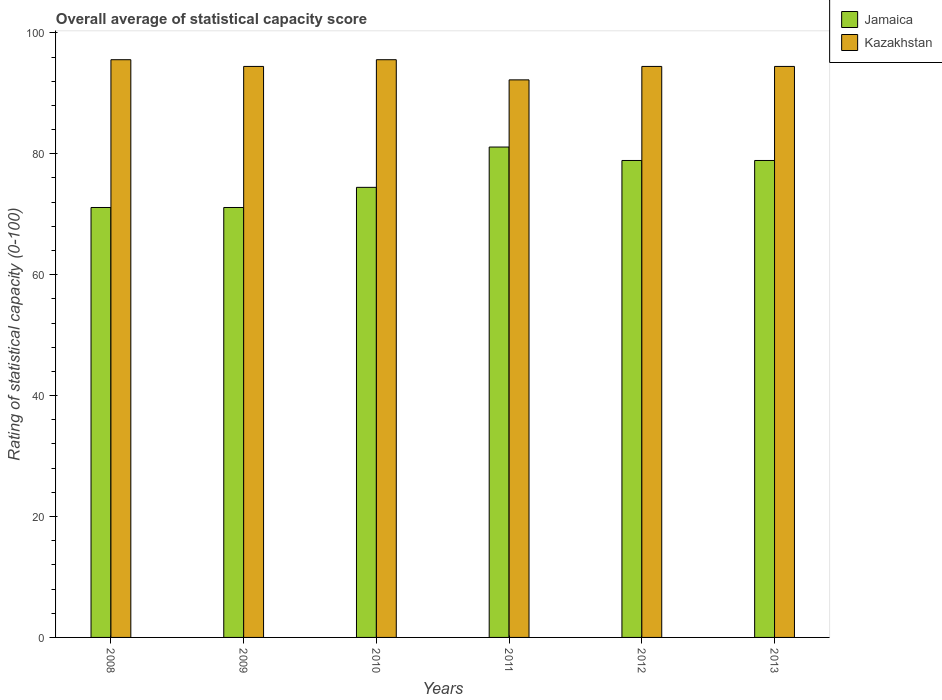 Overall average of statistical capacity score
Jamaica
Kazakhstan
Rating of statistical capacity (0-100)
100
80
60
40
20
0
2008
2009
2010
2011
2012
2013
Years